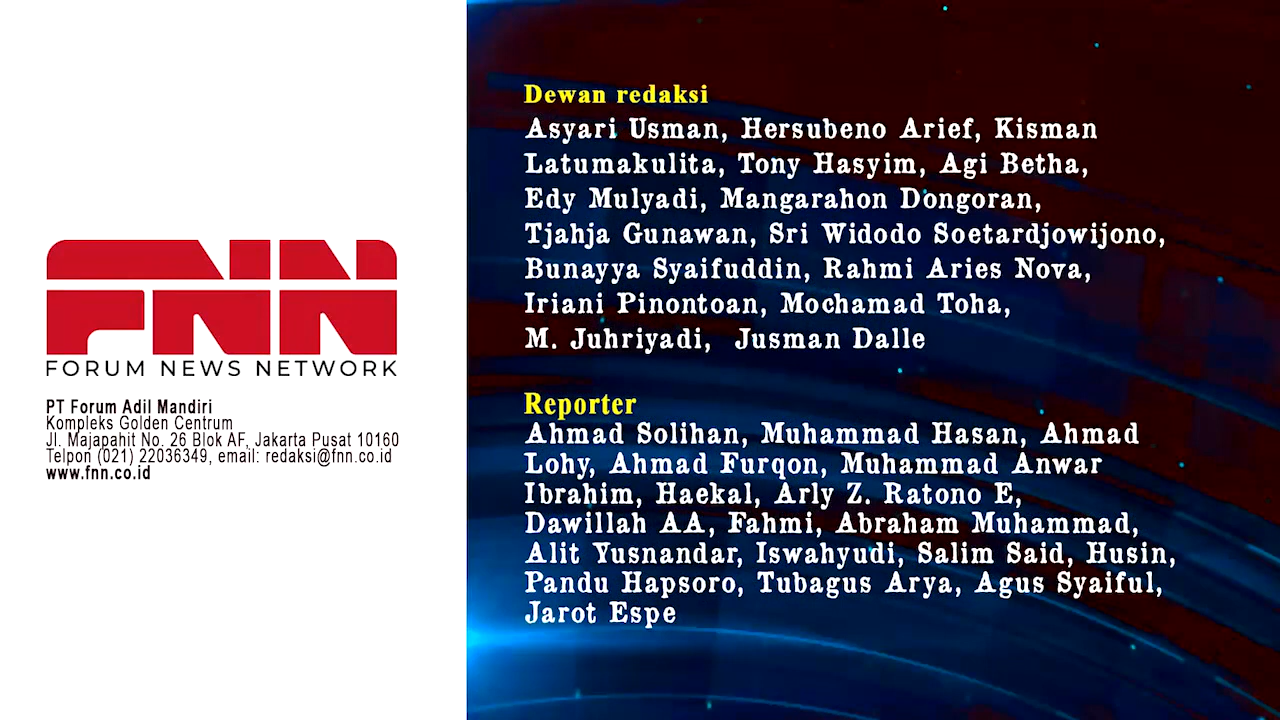 FNN
FORUM NEWS NETWORK
PT Forum Adil Mandiri
Kompleks Golden Centrum
Jl. Majapahit No. 26 Blok AF, Jakarta Pusat 10160
Telpon (021) 22036349, email: redaksi@fnn.co.id
www.fnn.co.id
Dewan redaksi
Asyari Usman, Hersubeno Arief, Kisman
Latumakulita, Tony Hasyim, Agi Betha,
Edy Mulyadi, Mangarahon Dongoran,
Tjahja Gunawan, Sri Widodo Soetardjowijono,
Bunayya Syaifuddin, Rahmi Aries Nova,
Iriani Pinontoan, Mochamad Toha,
M. Juhriyadi, Jusman Dalle
Reporter
Ahmad Solihan, Muhammad Hasan, Ahmad
Lohy, Ahmad Furqon, Muhammad Anwar
Ibrahim, Haekal, Arly Z. Ratono E,
Dawillah AA, Fahmi, Abraham Muhammad,
Alit Yusnandar, Iswahyudi, Salim Said, Husin,
Pandu Hapsoro, Tubagus Arya, Agus Syaiful,
Jarot Espe